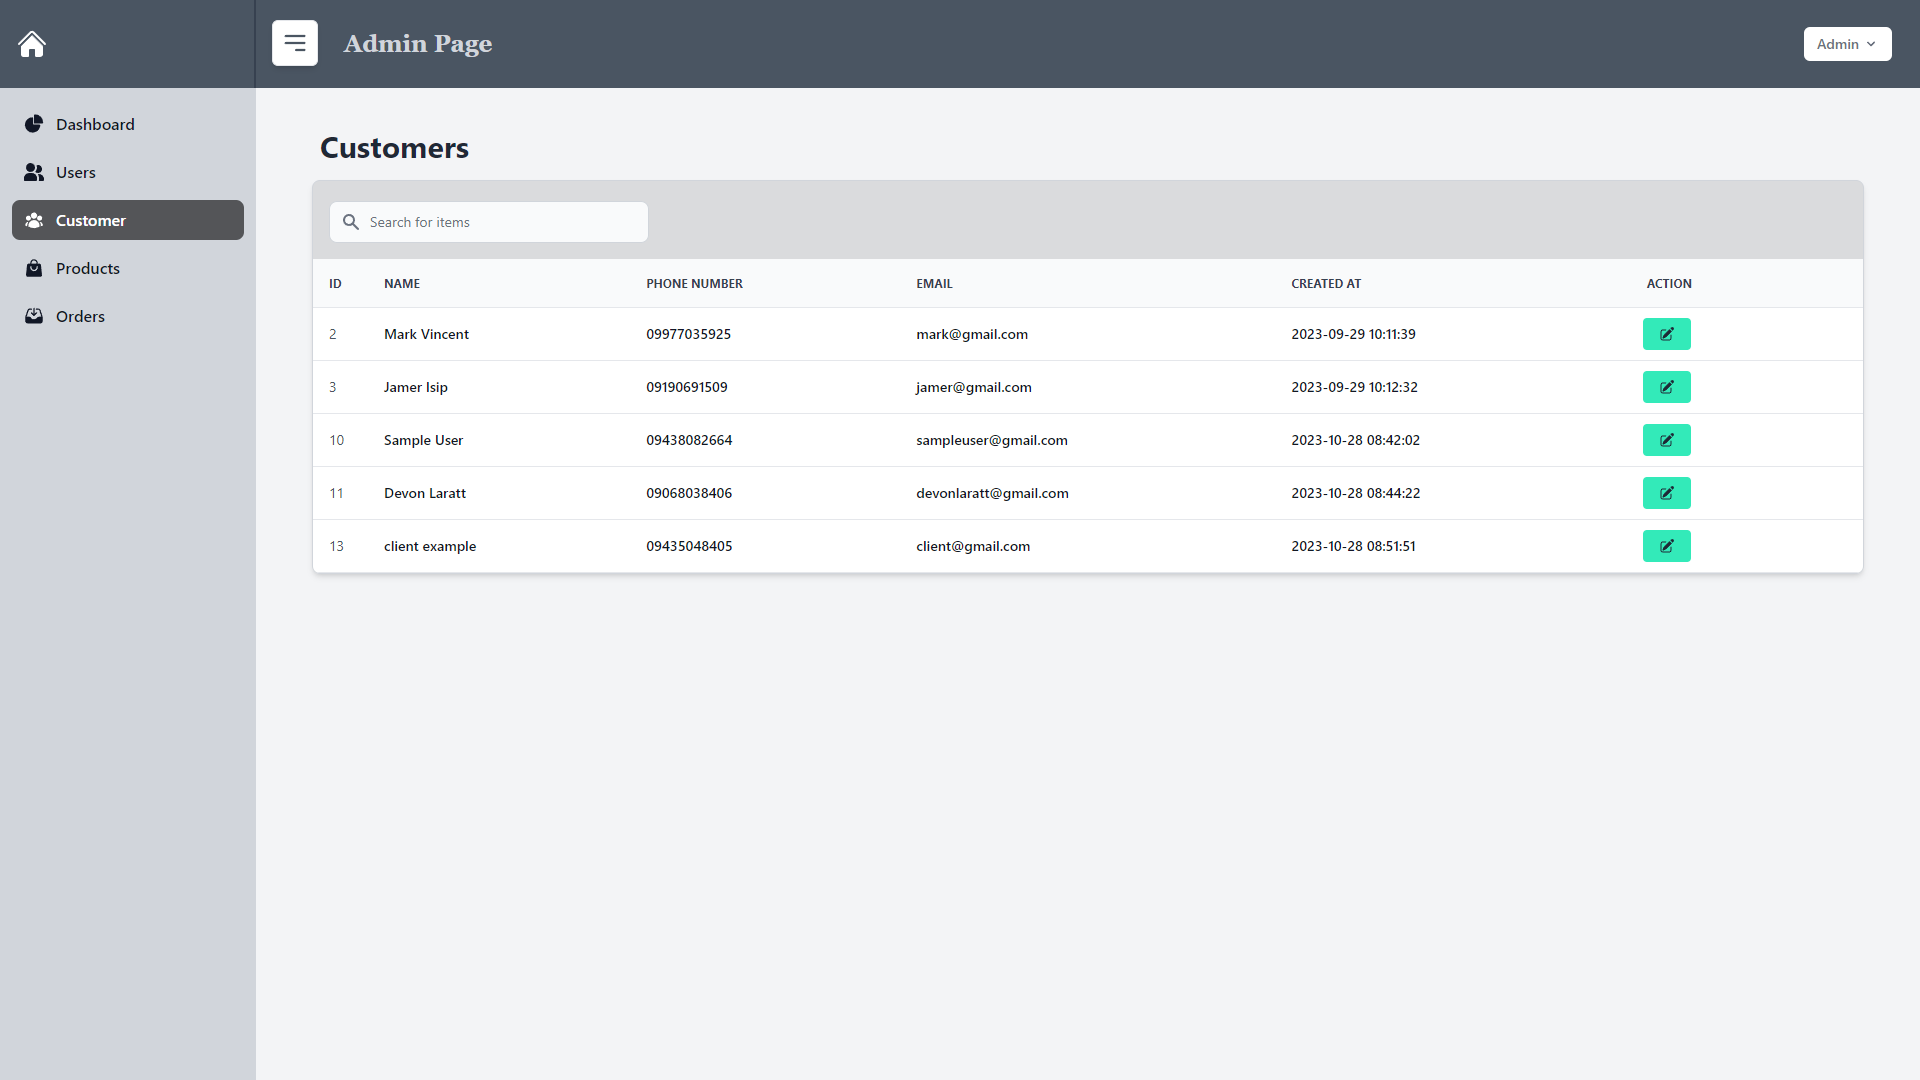 Admin Page
Admin
Dashboard
Users
Customer
Products
Orders
Customers
Search for items
ID NAME PHONE NUMBER EMAIL CREATED AT ACTION
2 Mark Vincent 09977035925 mark@gmail.com 2023-09-29 10:11:39
3 Jamer Isip 09190691509 jamer@gmail.com 2023-09-29 10:12:32
10 Sample User 09438082664 sampleuser@gmail.com 2023-10-28 08:42:02
11 Devon Laratt 09068038406 devonlaratt@gmail.com 2023-10-28 08:44:22
13 client example 09435048405 client@gmail.com 2023-10-28 08:51:51